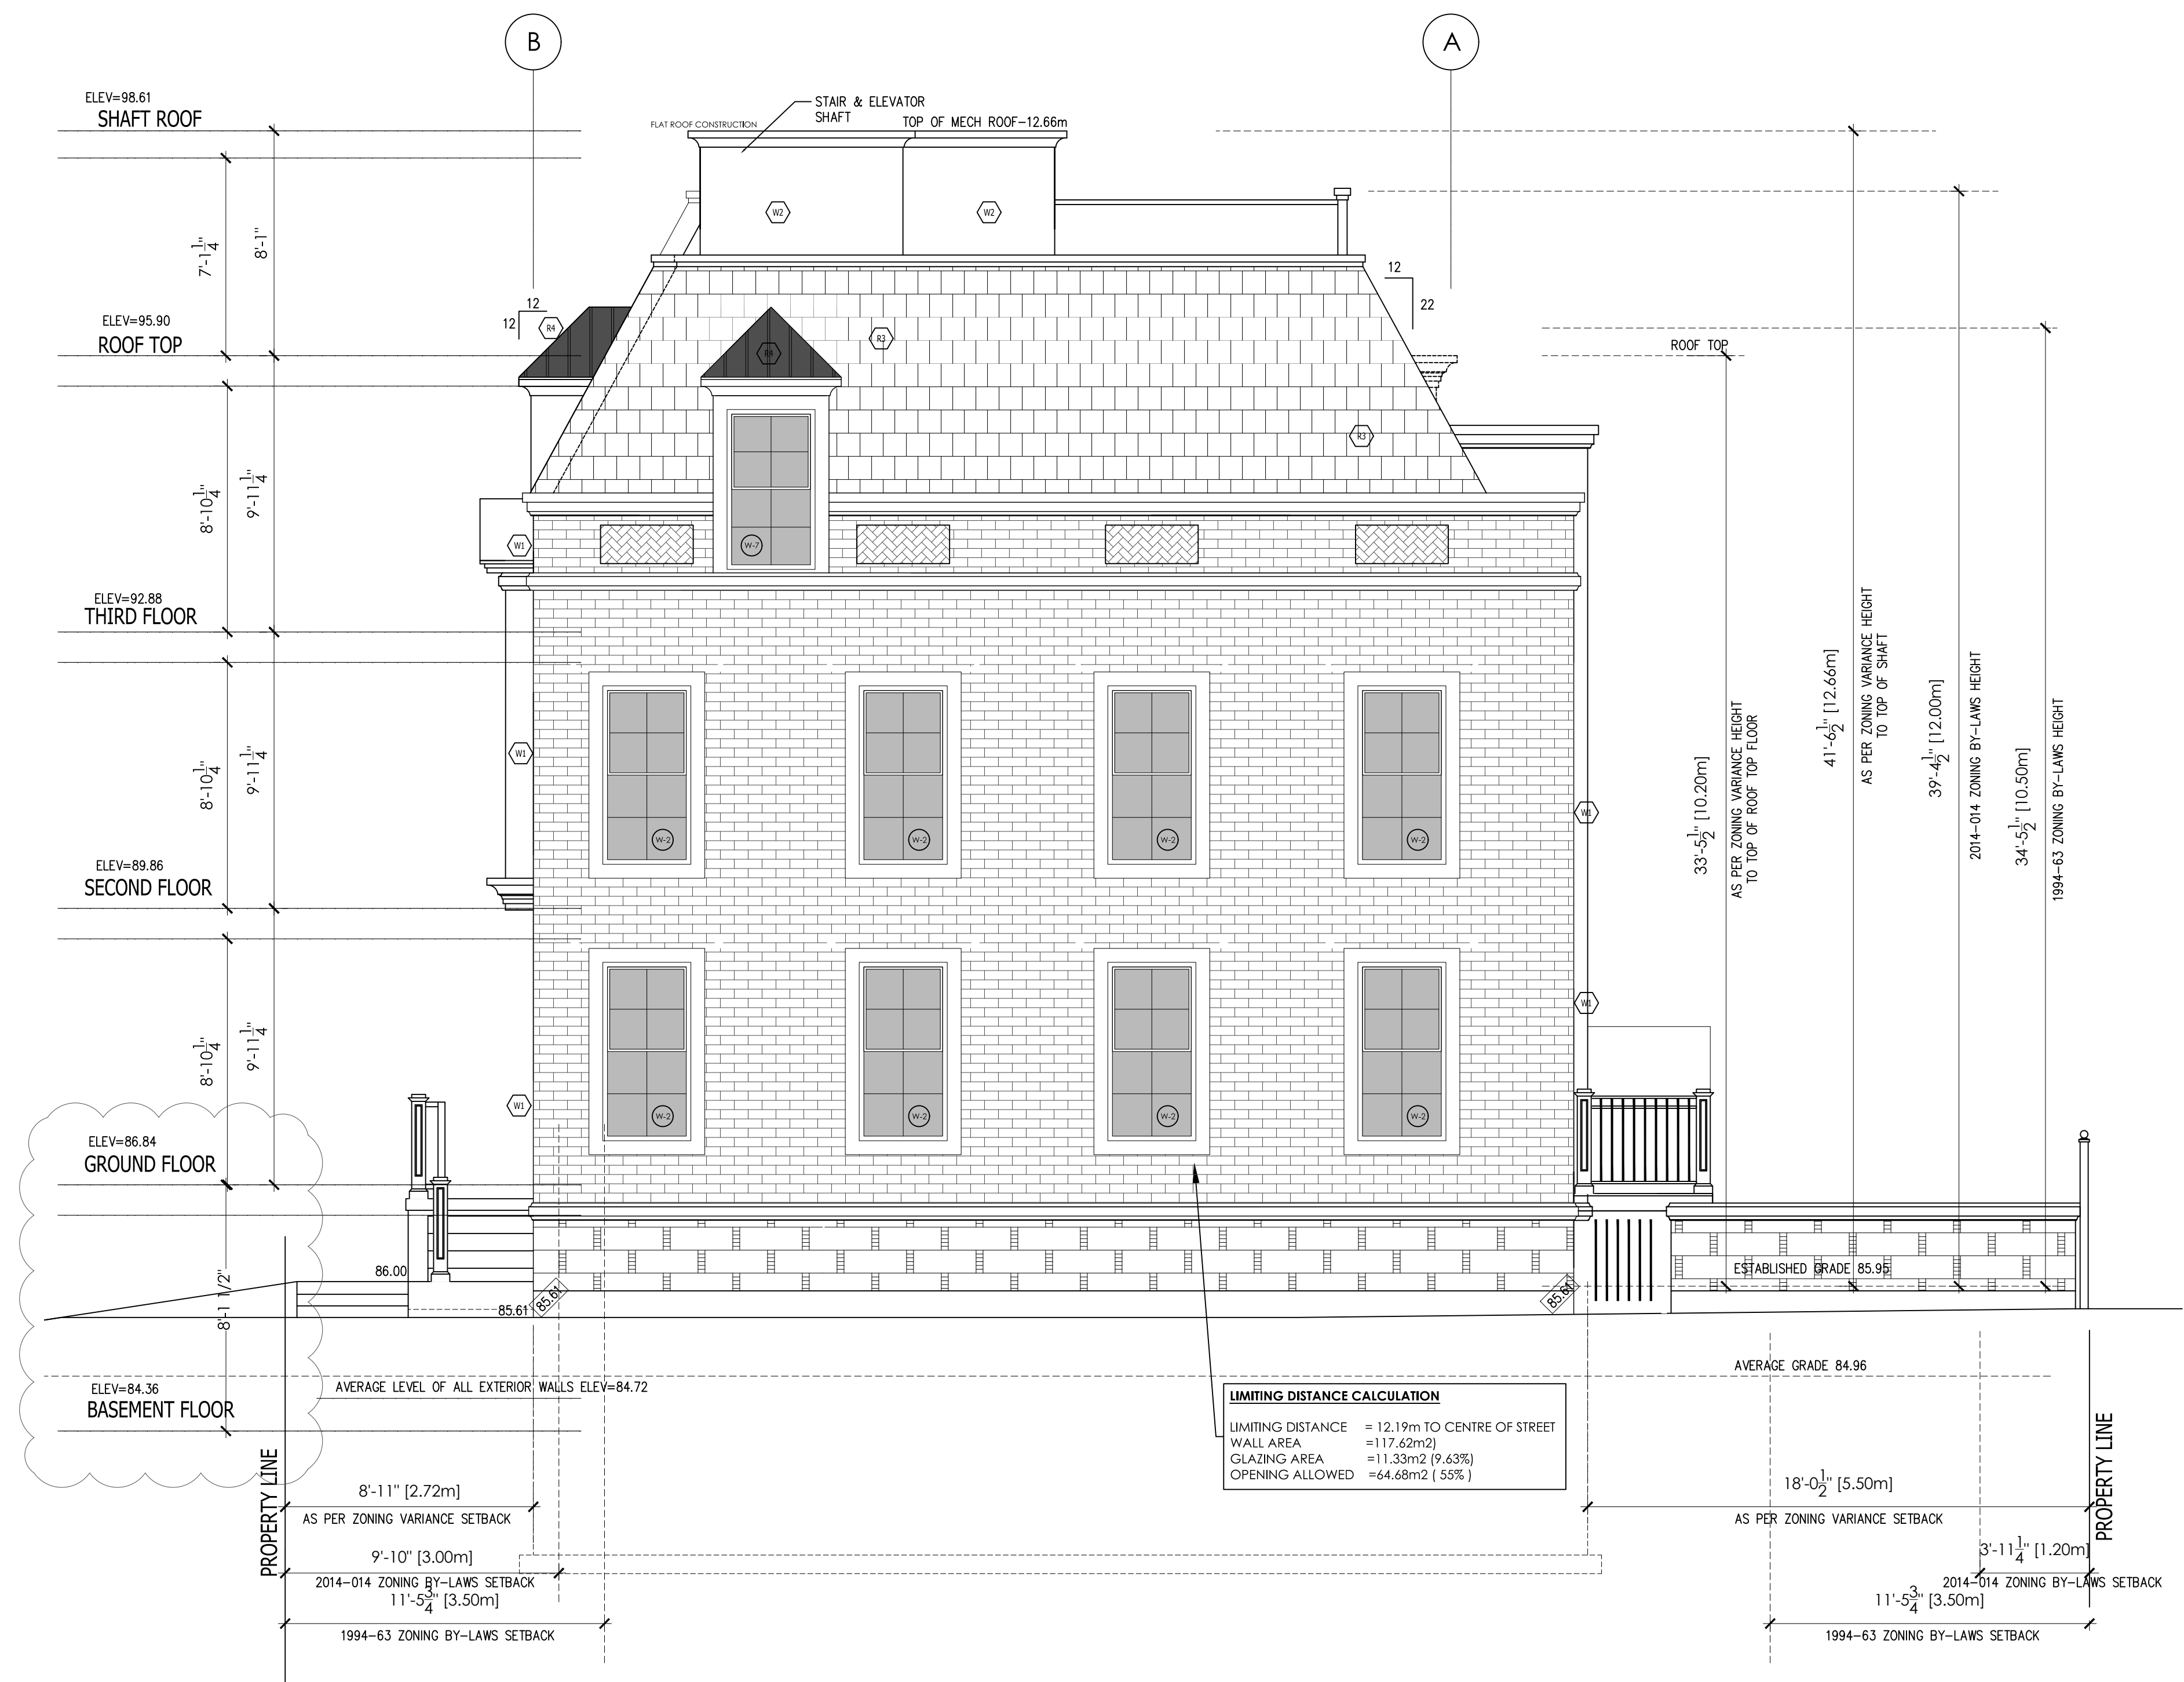 B
A
ELEV=98.61
SHAFT ROOF
STAIR & ELEVATOR
SHAFT
FLAT ROOF CONSTRUCTION
TOP OF MECH ROOF-12.66m
W2
W2
7'-1 1/4"
8'-1"
12
22
12
12
R4
R4
R3
R3
ELEV=95.90
ROOF TOP
ROOF TOP
8'-10 1/4"
9'-11 1/4"
W1
W-7
ELEV=92.88
THIRD FLOOR
8'-10 1/4"
9'-11 1/4"
W1
W-2
W-2
W-2
W-2
W1
33'-5 1/2" [10.20m]
AS PER ZONING VARIANCE HEIGHT
TO TOP OF ROOF TOP FLOOR
41'-6 1/2" [12.66m]
AS PER ZONING VARIANCE HEIGHT
TO TOP OF SHAFT
39'-4 1/2" [12.00m]
2014-014 ZONING BY-LAWS HEIGHT
34'-5 1/2" [10.50m]
1994-63 ZONING BY-LAWS HEIGHT
ELEV=89.86
SECOND FLOOR
8'-10 1/4"
9'-11 1/4"
W1
W-2
W-2
W-2
W-2
W1
ELEV=86.84
GROUND FLOOR
8'-1 1/2"
86.00
85.61
85.61
85.61
ESTABLISHED GRADE 85.95
AVERAGE GRADE 84.96
ELEV=84.36
BASEMENT FLOOR
AVERAGE LEVEL OF ALL EXTERIOR WALLS ELEV=84.72
LIMITING DISTANCE CALCULATION
LIMITING DISTANCE = 12.19m TO CENTRE OF STREET
WALL AREA =117.62m2)
GLAZING AREA =11.33m2 (9.63%)
OPENING ALLOWED =64.68m2 ( 55% )
PROPERTY LINE
8'-11" [2.72m]
AS PER ZONING VARIANCE SETBACK
9'-10" [3.00m]
2014-014 ZONING BY-LAWS SETBACK
11'-5 3/4" [3.50m]
1994-63 ZONING BY-LAWS SETBACK
18'-0 1/2" [5.50m]
AS PER ZONING VARIANCE SETBACK
3'-11 1/4" [1.20m]
2014-014 ZONING BY-LAWS SETBACK
11'-5 3/4" [3.50m]
1994-63 ZONING BY-LAWS SETBACK
PROPERTY LINE